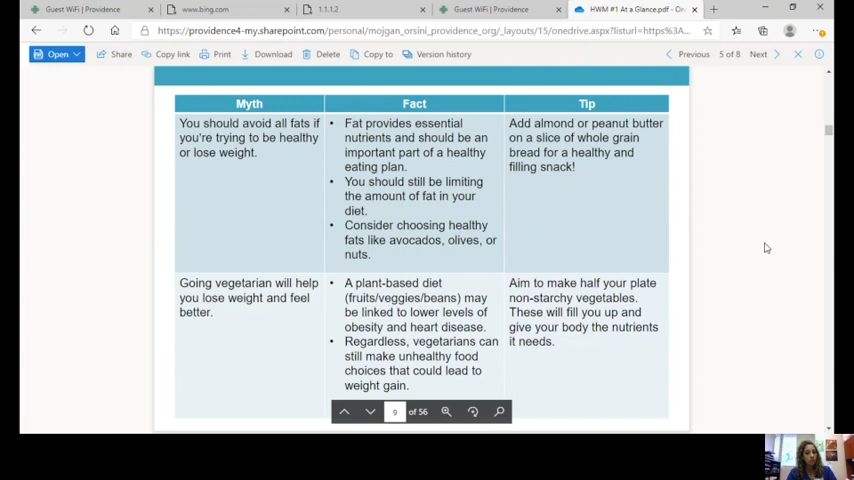 Guest WiFi | Providence
www.bing.com
1.1.1.2
Guest WiFi | Providence
HWM #1 At a Glance.pdf - One
https://providence4-my.sharepoint.com/personal/mojgan_orsini_providence_org/_layouts/15/onedrive.aspx?listurl=https%3A...
Open
Share
Copy link
Print
Download
Delete
Copy to
Version history
Previous
5 of 8
Next
Myth
Fact
Tip
You should avoid all fats if
you're trying to be healthy
or lose weight.
• Fat provides essential
nutrients and should be an
important part of a healthy
eating plan.
• You should still be limiting
the amount of fat in your
diet.
• Consider choosing healthy
fats like avocados, olives, or
nuts.
Add almond or peanut butter
on a slice of whole grain
bread for a healthy and
filling snack!
Going vegetarian will help
you lose weight and feel
better.
• A plant-based diet
(fruits/veggies/beans) may
be linked to lower levels of
obesity and heart disease.
• Regardless, vegetarians can
still make unhealthy food
choices that could lead to
weight gain.
Aim to make half your plate
non-starchy vegetables.
These will fill you up and
give your body the nutrients
it needs.
9 of 56